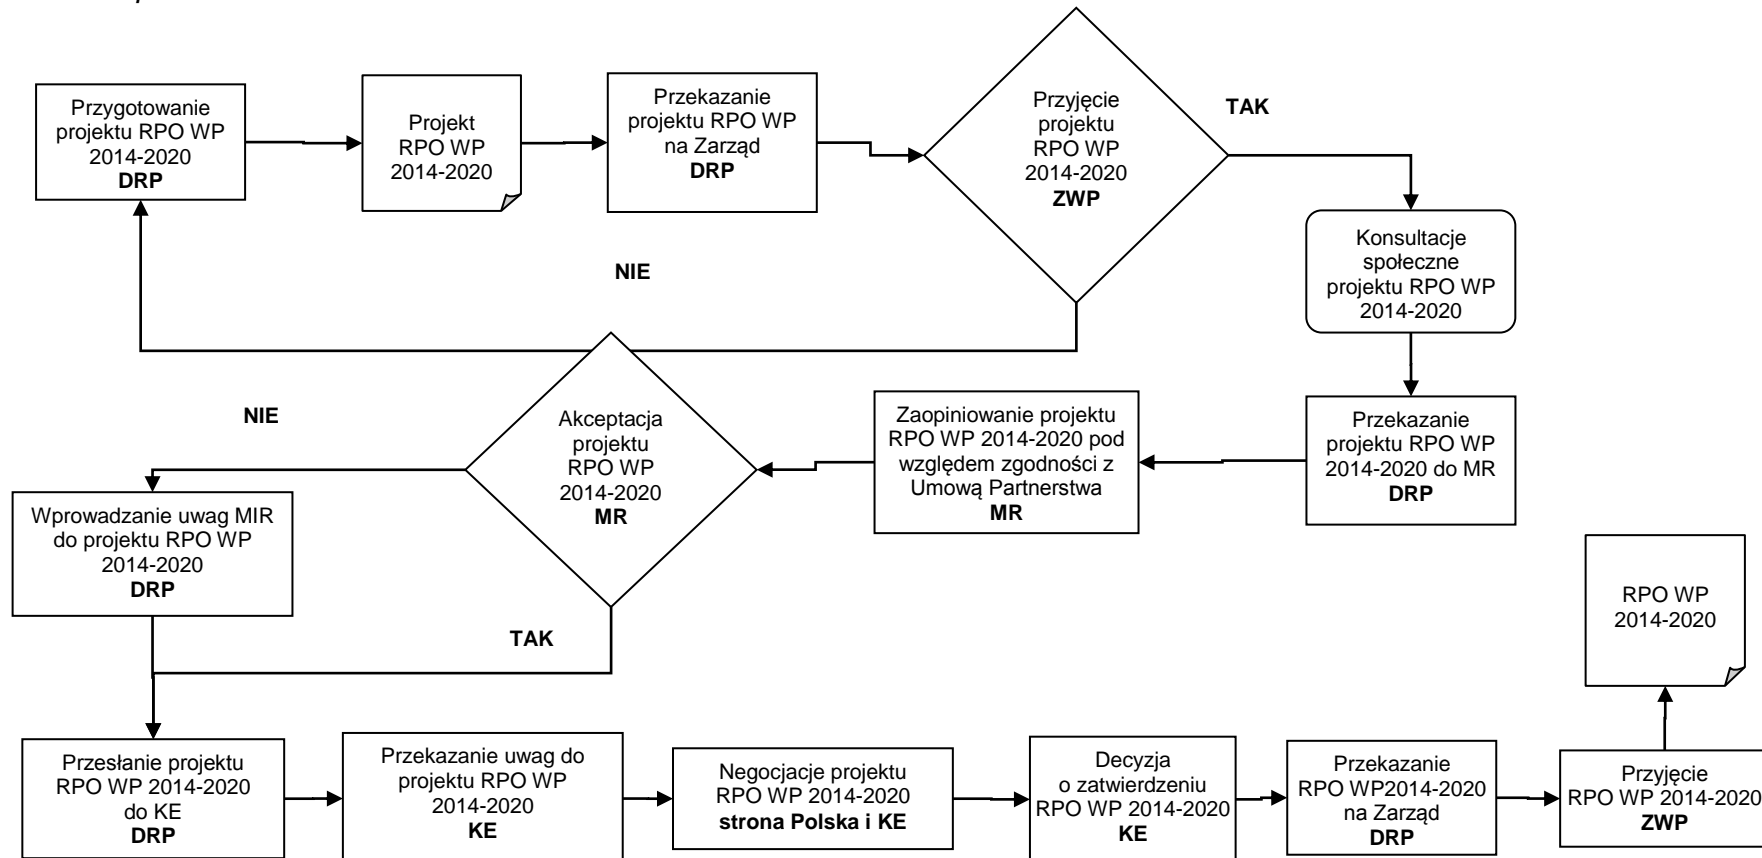 Przygotowanie
projektu RPO WP
2014-2020
DRP
Projekt
RPO WP
2014-2020
Przekazanie
projektu RPO WP
na Zarząd
DRP
Przyjęcie
projektu
RPO WP
2014-2020
ZWP
TAK
NIE
Konsultacje
społeczne
projektu RPO WP
2014-2020
Przekazanie
projektu RPO WP
2014-2020 do MR
DRP
Zaopiniowanie projektu
RPO WP 2014-2020 pod
względem zgodności z
Umową Partnerstwa
MR
Akceptacja
projektu
RPO WP
2014-2020
MR
NIE
Wprowadzanie uwag MIR
do projektu RPO WP
2014-2020
DRP
TAK
Przesłanie projektu
RPO WP 2014-2020
do KE
DRP
Przekazanie uwag do
projektu RPO WP
2014-2020
KE
Negocjacje projektu
RPO WP 2014-2020
strona Polska i KE
Decyzja
o zatwierdzeniu
RPO WP 2014-2020
KE
Przekazanie
RPO WP2014-2020
na Zarząd
DRP
Przyjęcie
RPO WP 2014-2020
ZWP
RPO WP
2014-2020